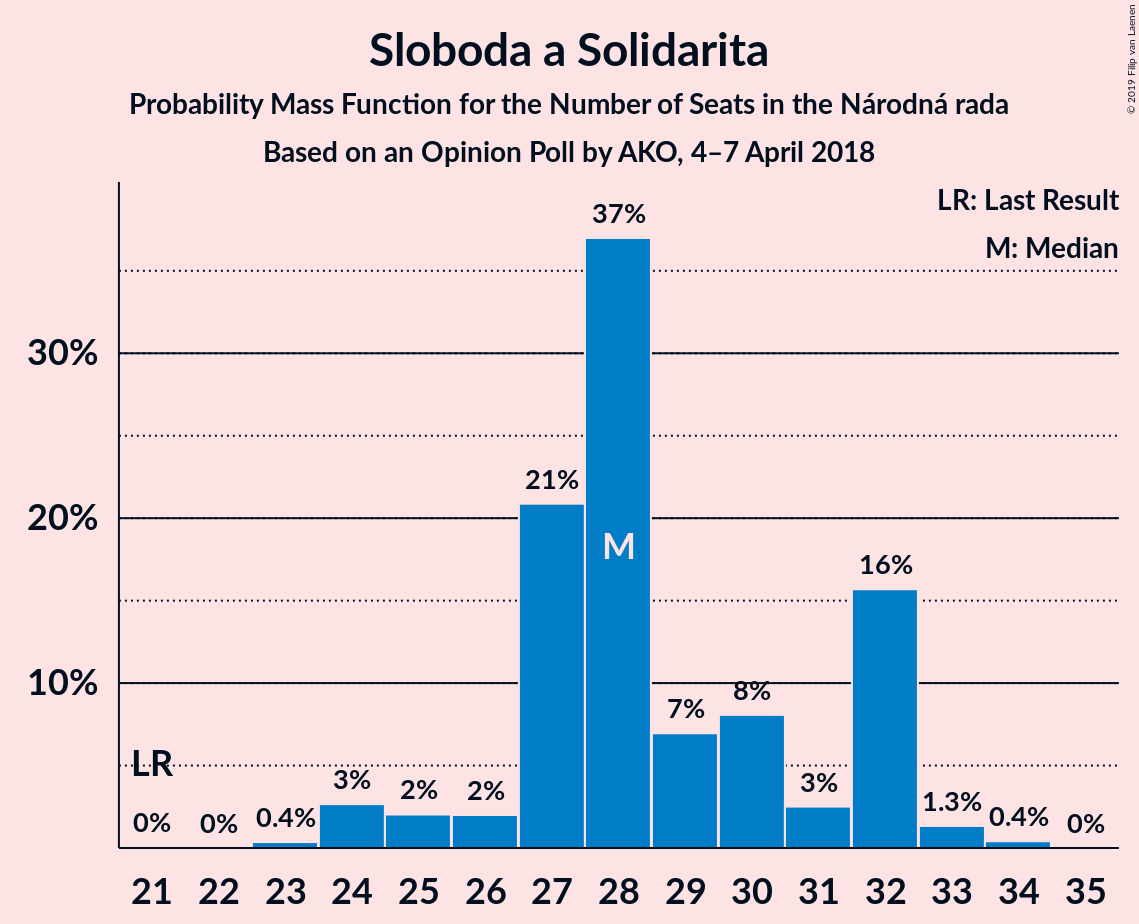 Sloboda a Solidarita
Probability Mass Function for the Number of Seats in the Národná rada
Based on an Opinion Poll by AKO, 4–7 April 2018
© 2019 Filip van Laenen
LR: Last Result
M: Median
30%
20%
10%
LR
0%
0%
0.4%
3%
2%
2%
21%
37%
M
7%
8%
3%
16%
1.3%
0.4%
0%
21 22 23 24 25 26 27 28 29 30 31 32 33 34 35